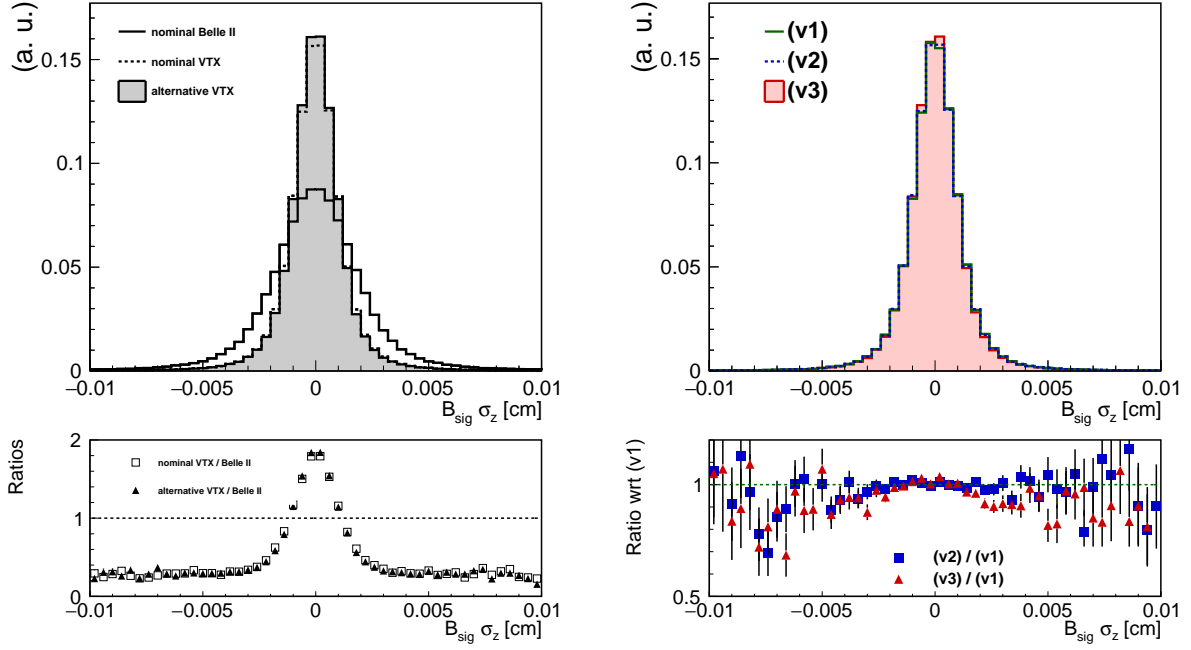 (a. u.)
nominal Belle II
nominal VTX
alternative VTX
0.15
0.1
0.05
0
−0.01
−0.005
0
0.005
0.01
B_sig σ_z [cm]
Ratios
nominal VTX / Belle II
alternative VTX / Belle II
2
1
0
−0.01
−0.005
0
0.005
0.01
B_sig σ_z [cm]
(a. u.)
(v1)
(v2)
(v3)
0.15
0.1
0.05
0
−0.01
−0.005
0
0.005
0.01
B_sig σ_z [cm]
Ratio wrt (v1)
1
0.5
(v2) / (v1)
(v3) / (v1)
−0.01
−0.005
0
0.005
0.01
B_sig σ_z [cm]